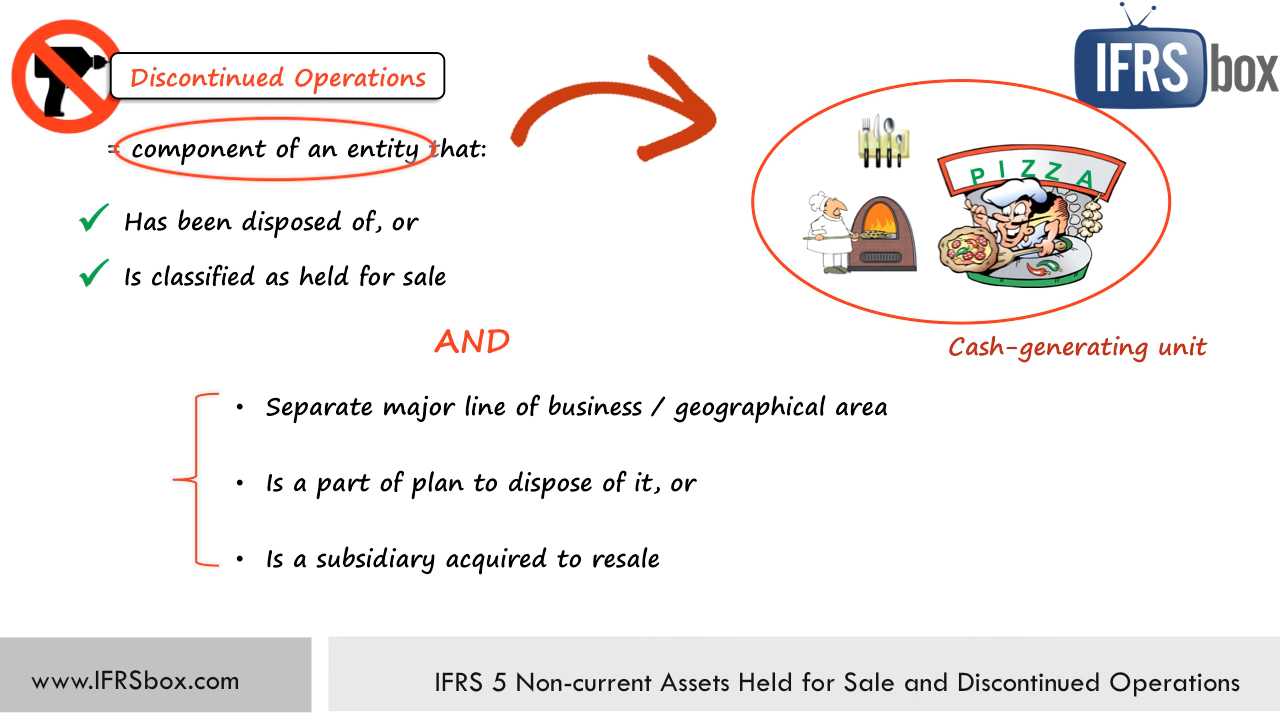 IFRS box
Discontinued Operations
= component of an entity that:
Has been disposed of, or
Is classified as held for sale
PIZZA
AND
Cash-generating unit
• Separate major line of business / geographical area
• Is a part of plan to dispose of it, or
• Is a subsidiary acquired to resale
www.IFRSbox.com
IFRS 5 Non-current Assets Held for Sale and Discontinued Operations